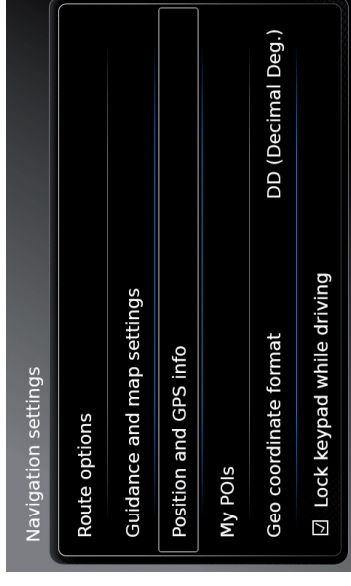 Navigation settings
Route options
Guidance and map settings
Position and GPS info
My POIs
Geo coordinate format DD (Decimal Deg.)
Lock keypad while driving